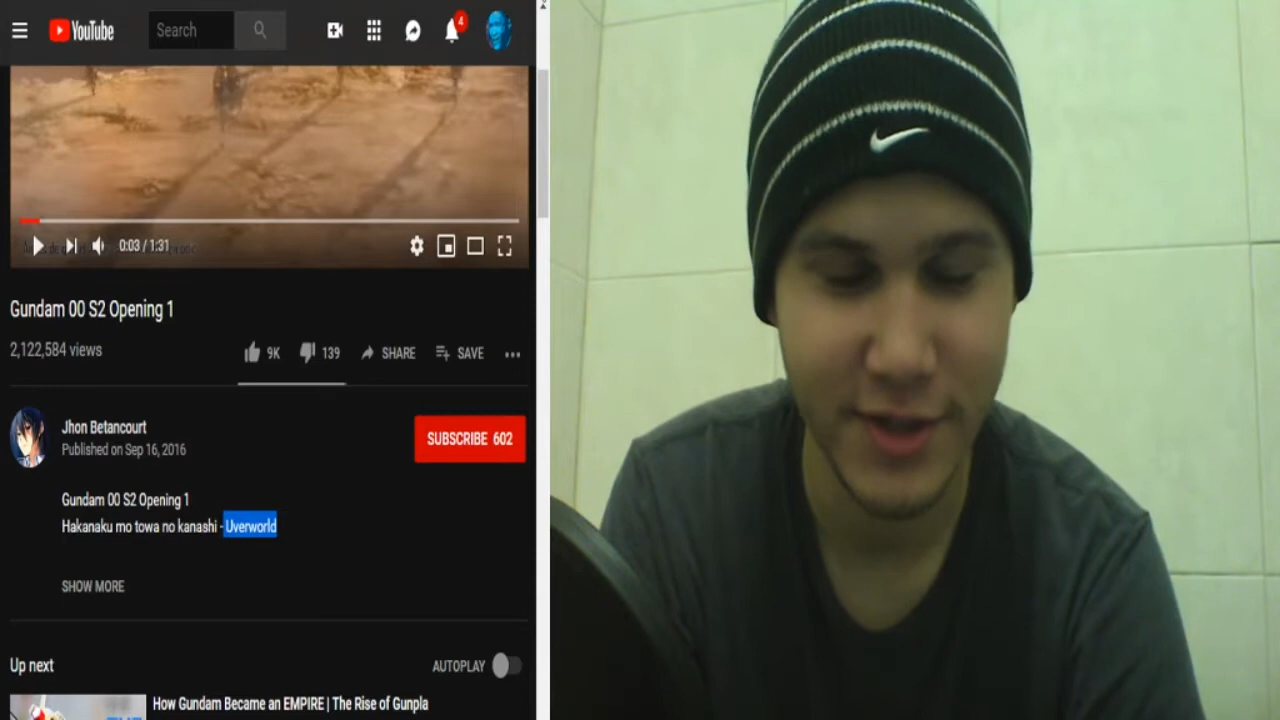 YouTube
Search
4
0:03 / 1:31
Gundam 00 S2 Opening 1
2,122,584 views
9K
139
SHARE
SAVE
Jhon Betancourt
Published on Sep 16, 2016
SUBSCRIBE 602
Gundam 00 S2 Opening 1
Hakanaku mo towa no kanashi - Uverworld
SHOW MORE
Up next
AUTOPLAY
How Gundam Became an EMPIRE | The Rise of Gunpla